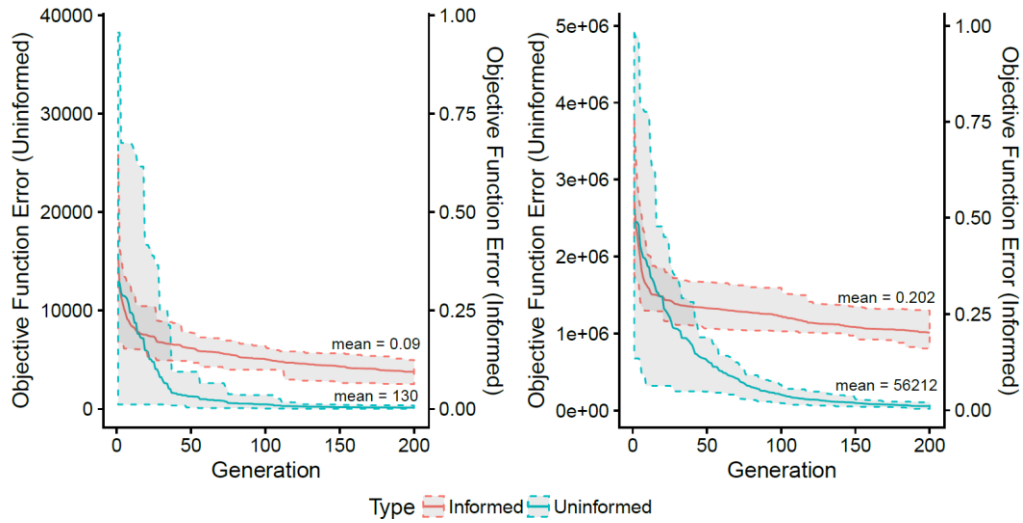 Objective Function Error (Uninformed)
40000
30000
20000
10000
0
1.00
0.75
0.50
0.25
0.00
Objective Function Error (Informed)
mean = 0.09
mean = 130
0 50 100 150 200
Generation
Objective Function Error (Uninformed)
5e+06
4e+06
3e+06
2e+06
1e+06
0e+00
1.00
0.75
0.50
0.25
0.00
Objective Function Error (Informed)
mean = 0.202
mean = 56212
0 50 100 150 200
Generation
Type Informed Uninformed